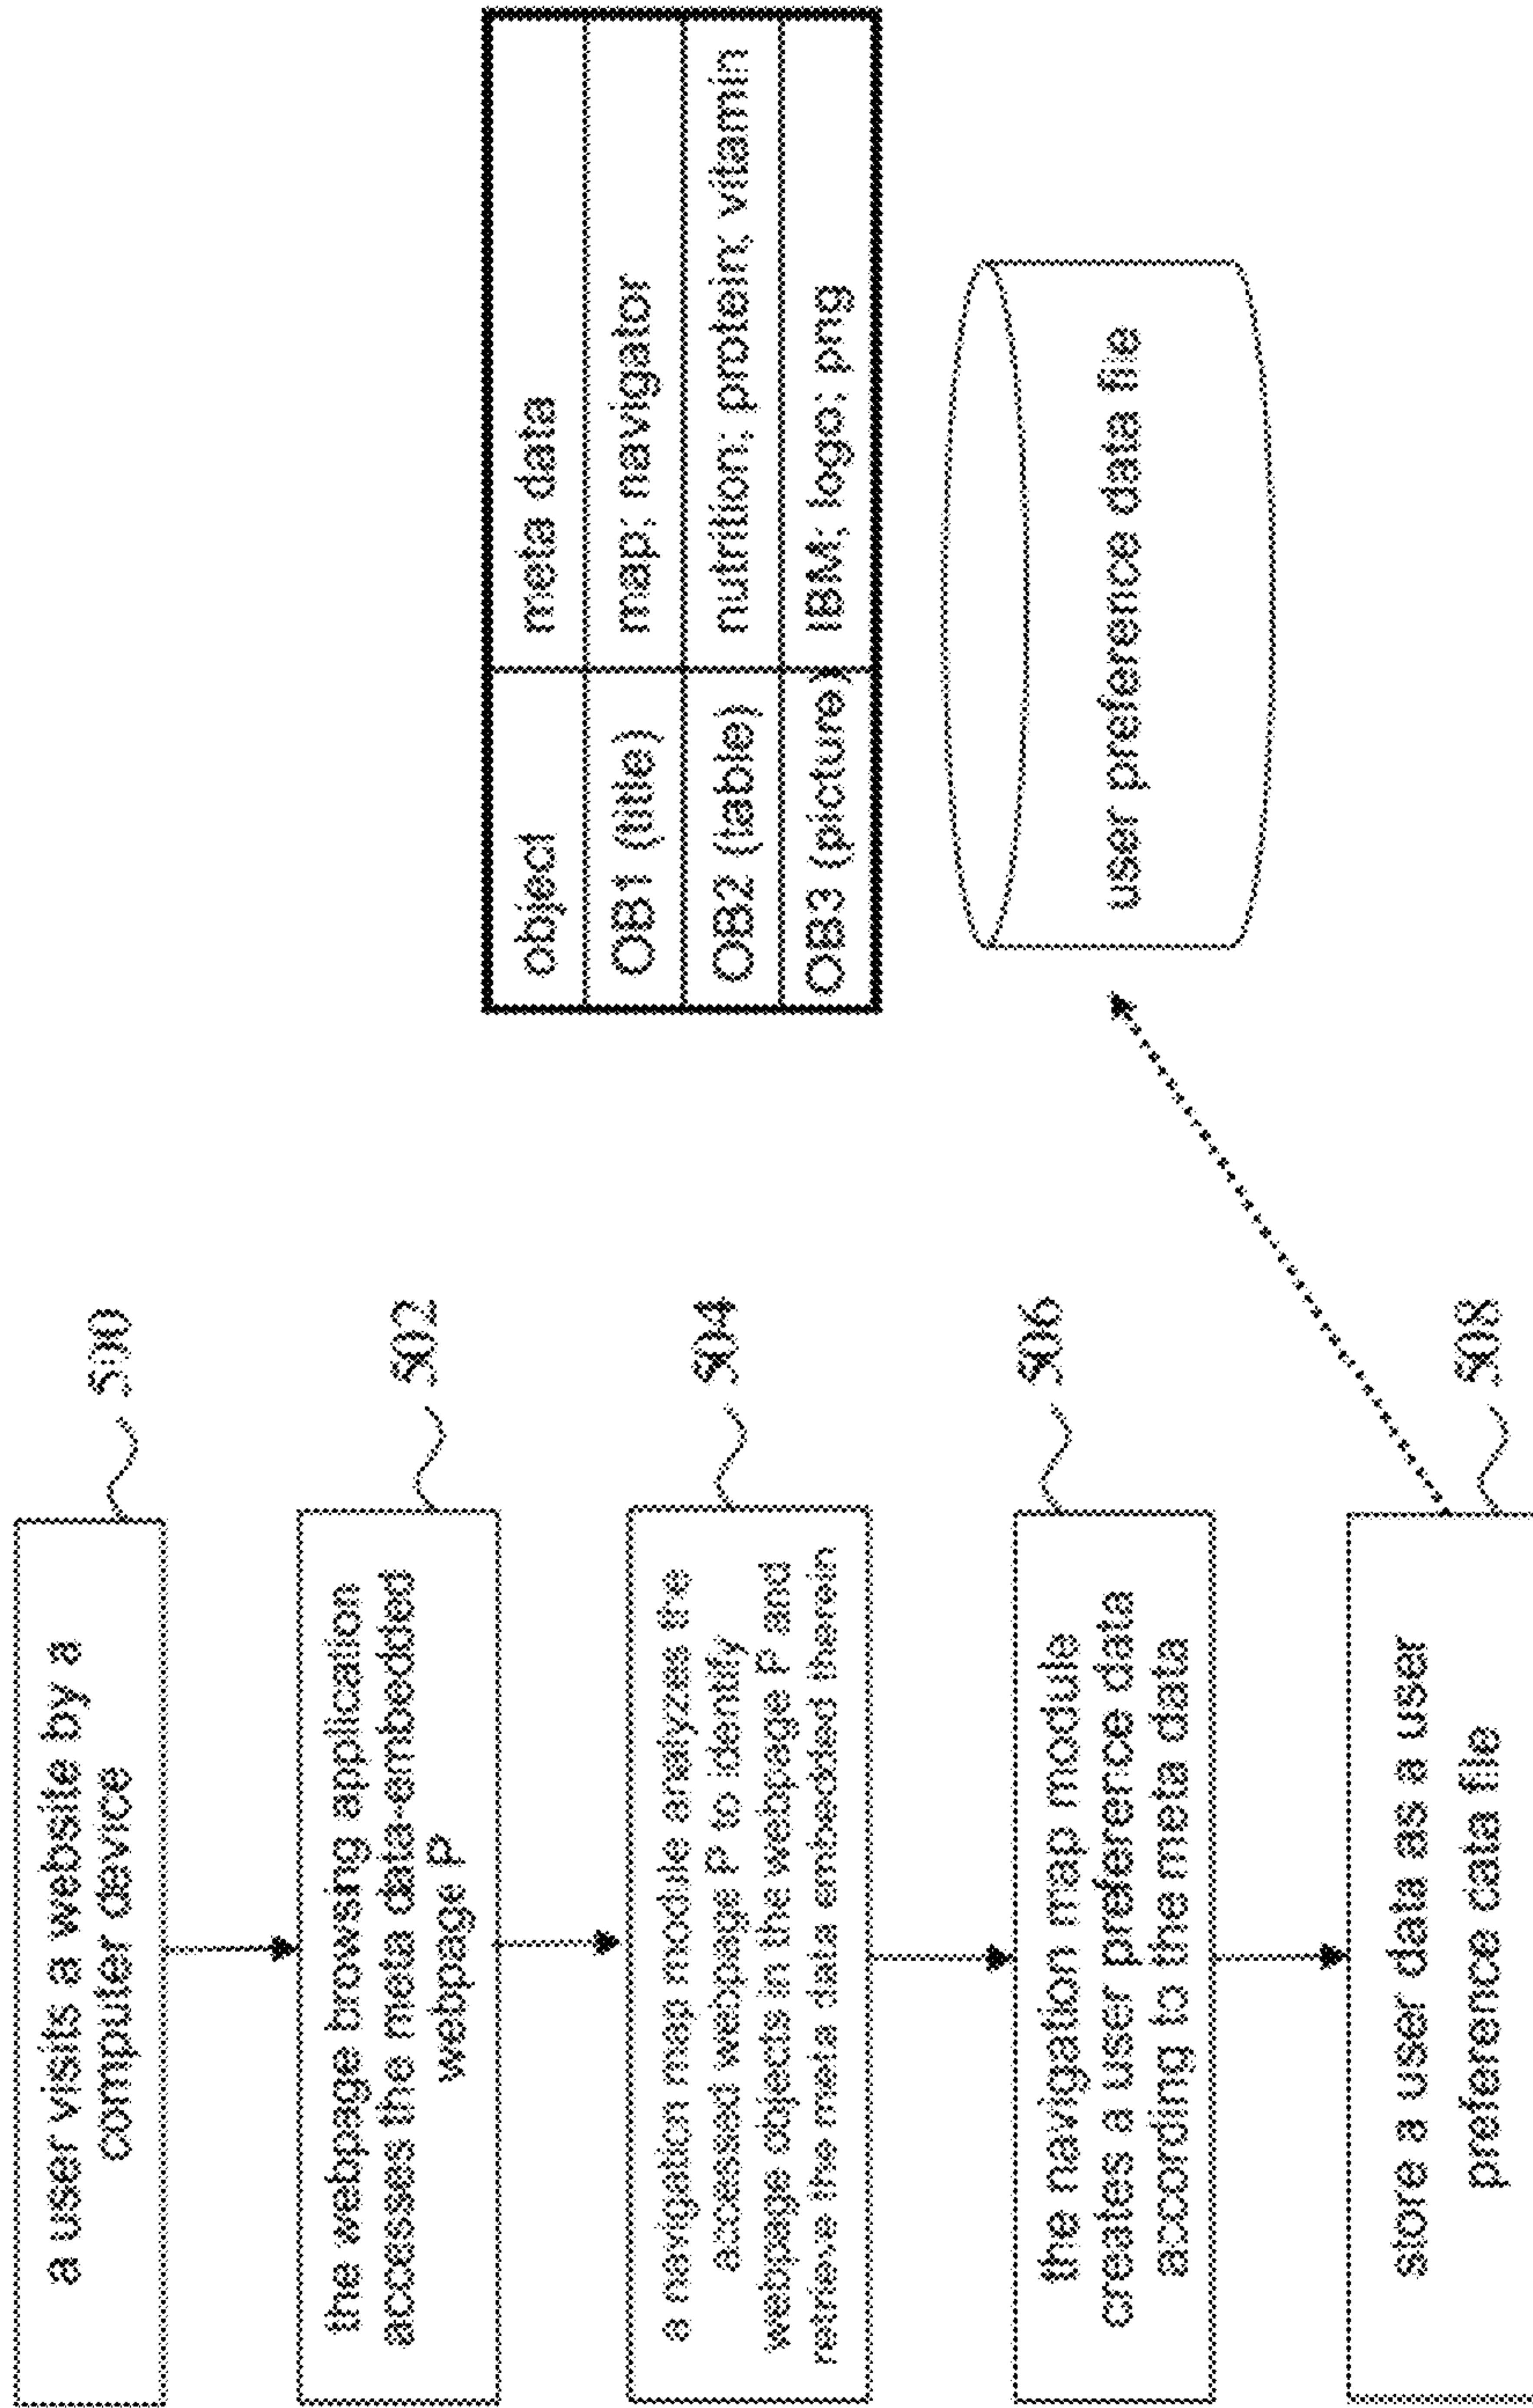 a user visits a website by a
computer device
500
the webpage browsing application
accesses the meta data-embedded
webpage P
502
a navigation map module analyzes the
accessed webpage P to identify
webpage objects in the webpage P and
retrieve the meta data embedded therein
504
the navigation map module
creates a user preference data
according to the meta data
506
store a user data as a user
preference data file
508
object meta data
OB1 (title) map; navigator
OB2 (table) nutrition; protein; vitamin
OB3 (picture) IBM; logo; png
user preference data file